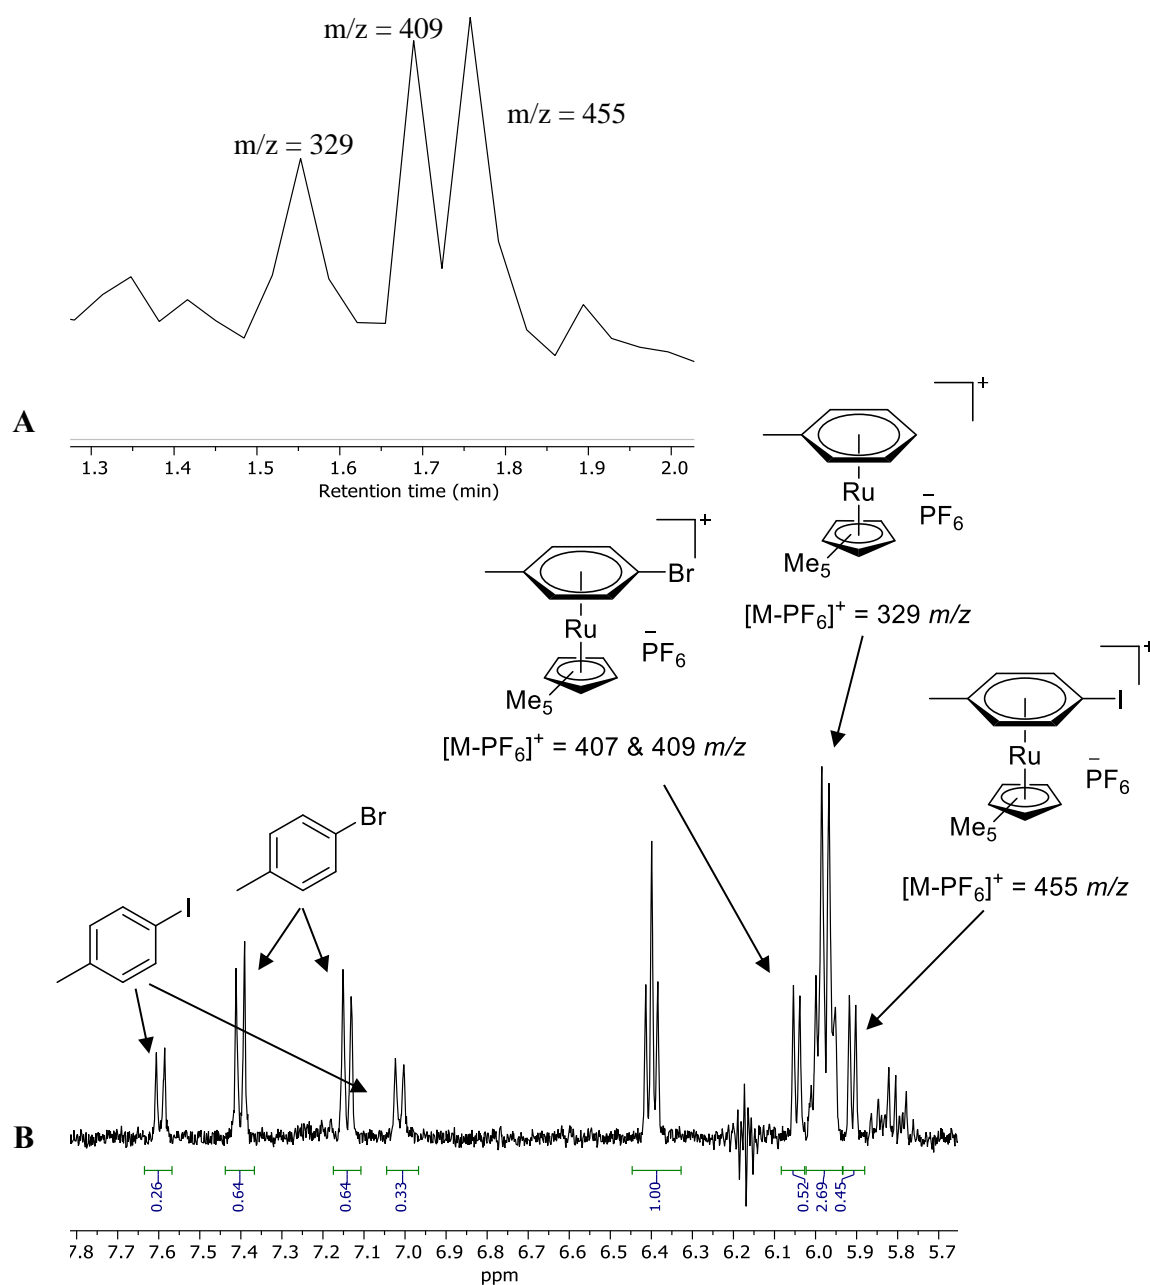 m/z = 409
m/z = 455
m/z = 329
A
1.3 1.4 1.5 1.6 1.7 1.8 1.9 2.0
Retention time (min)
+
Ru
Me5
−
PF6
[M-PF6]+ = 329 m/z
+
Br
Ru
Me5
−
PF6
[M-PF6]+ = 407 & 409 m/z
+
I
Ru
Me5
−
PF6
[M-PF6]+ = 455 m/z
Br
I
B
0.26 0.64 0.64 0.33 1.00 0.52 2.69 0.45
7.8 7.7 7.6 7.5 7.4 7.3 7.2 7.1 7.0 6.9 6.8 6.7 6.6 6.5 6.4 6.3 6.2 6.1 6.0 5.9 5.8 5.7
ppm